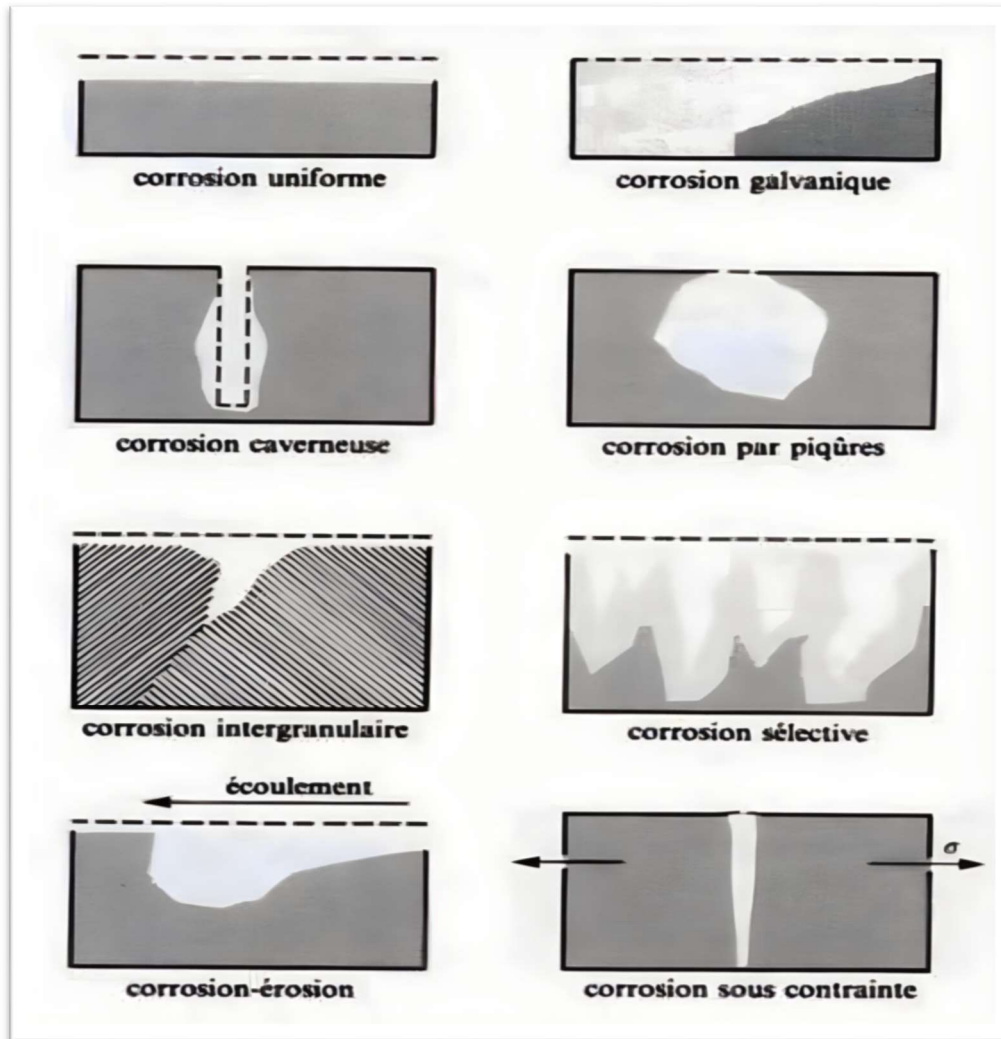 corrosion uniforme
corrosion galvanique
corrosion caverneuse
corrosion par piqûres
corrosion intergranulaire
corrosion sélective
écoulement
σ
corrosion-érosion
corrosion sous contrainte